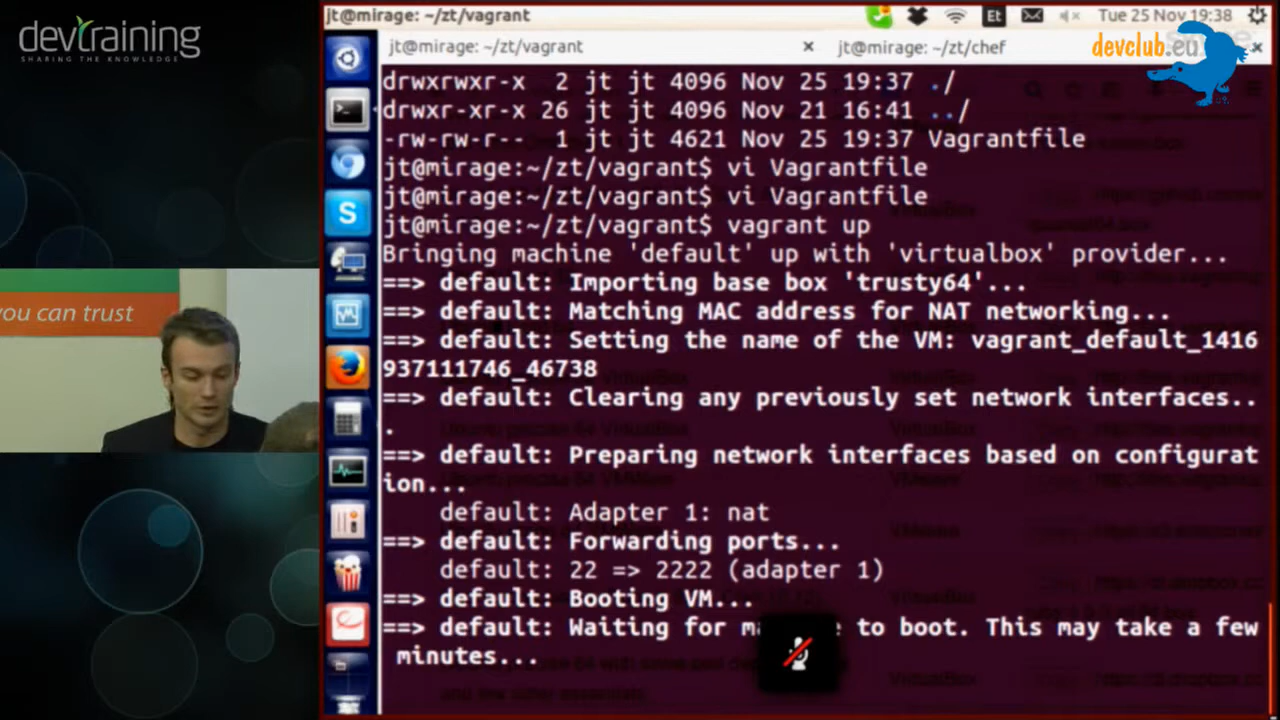 devtraining
SHARING THE KNOWLEDGE
you can trust
jt@mirage: ~/zt/vagrant
Et
Tue 25 Nov 19:38
jt@mirage: ~/zt/vagrant × jt@mirage: ~/zt/chef ×
devclub.eu
drwxrwxr-x 2 jt jt 4096 Nov 25 19:37 ./
drwxr-xr-x 26 jt jt 4096 Nov 21 16:41 ../
-rw-rw-r-- 1 jt jt 4621 Nov 25 19:37 Vagrantfile
jt@mirage:~/zt/vagrant$ vi Vagrantfile
jt@mirage:~/zt/vagrant$ vi Vagrantfile
jt@mirage:~/zt/vagrant$ vagrant up
Bringing machine 'default' up with 'virtualbox' provider...
==> default: Importing base box 'trusty64'...
==> default: Matching MAC address for NAT networking...
==> default: Setting the name of the VM: vagrant_default_1416
937111746_46738
==> default: Clearing any previously set network interfaces..
.
==> default: Preparing network interfaces based on configurat
ion...
default: Adapter 1: nat
==> default: Forwarding ports...
default: 22 => 2222 (adapter 1)
==> default: Booting VM...
==> default: Waiting for to boot. This may take a few
minutes...